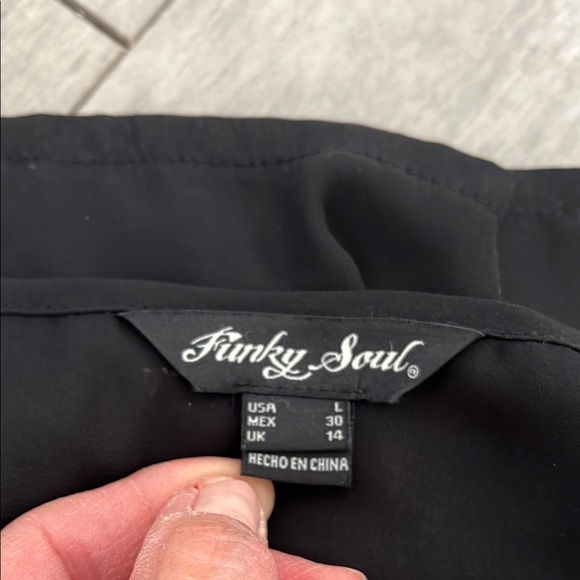 Funky Soul®
USA L
MEX 30
UK 14
HECHO EN CHINA